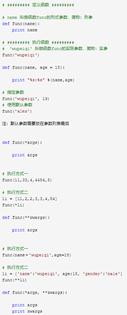 # ######### 定义函数 #########
# name 叫做函数func的形式参数，简称：形参
def func(name):
print name
# ######### 执行函数 #########
# 'wupeiqi' 叫做函数func的实际参数，简称：实参
func('wupeiqi')
def func(name, age = 18):
print "%s:%s" %(name,age)
# 指定参数
func('wupeiqi', 19)
# 使用默认参数
func('alex')
注：默认参数需要放在参数列表最后
def func(*args):
print args
# 执行方式一
func(11,33,4,4454,5)
# 执行方式二
li = [11,2,2,3,3,4,54]
func(*li)
def func(**kwargs):
print args
# 执行方式一
func(name='wupeiqi',age=18)
# 执行方式二
li = {'name':'wupeiqi', age:18, 'gender':'male'}
func(**li)
def func(*args, **kwargs):
print args
print kwargs